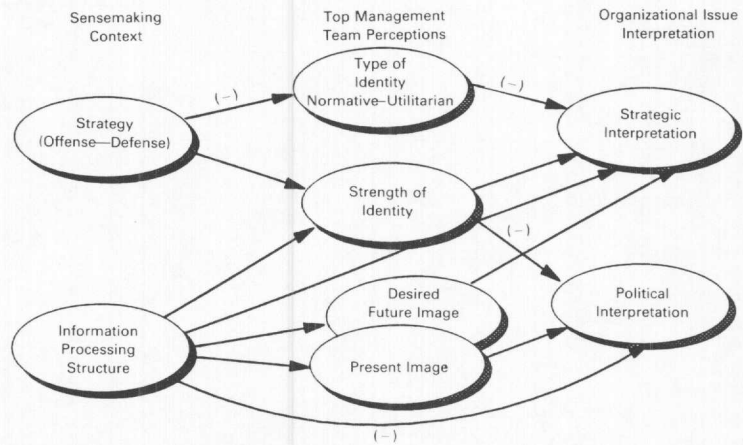 Sensemaking
Context
Top Management
Team Perceptions
Organizational Issue
Interpretation
(−)
Type of
Identity
Normative–Utilitarian
(−)
Strategy
(Offense—Defense)
Strategic
Interpretation
Strength of
Identity
(−)
Desired
Future Image
Political
Interpretation
Information
Processing
Structure
Present Image
(−)